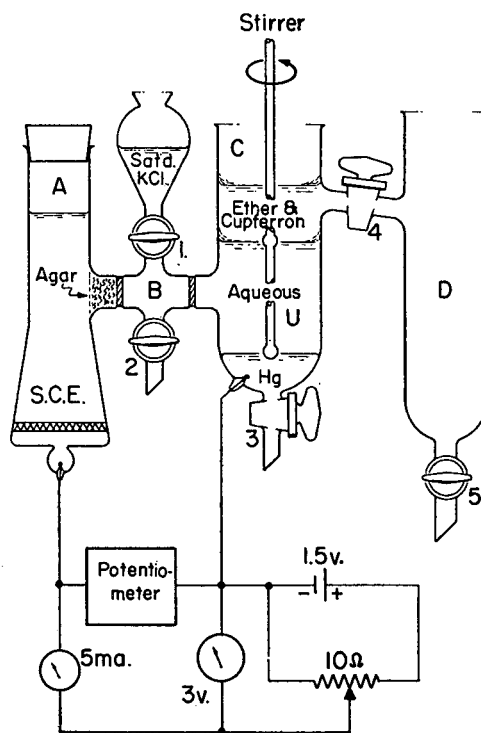 Stirrer
A
Satd.
KCl.
C
Ether &
Cupferron
1.
4
Agar
B
Aqueous
D
U
2
S.C.E.
Hg
3
5
1.5v.
Potentio-
meter
- +
5ma.
3v.
10Ω